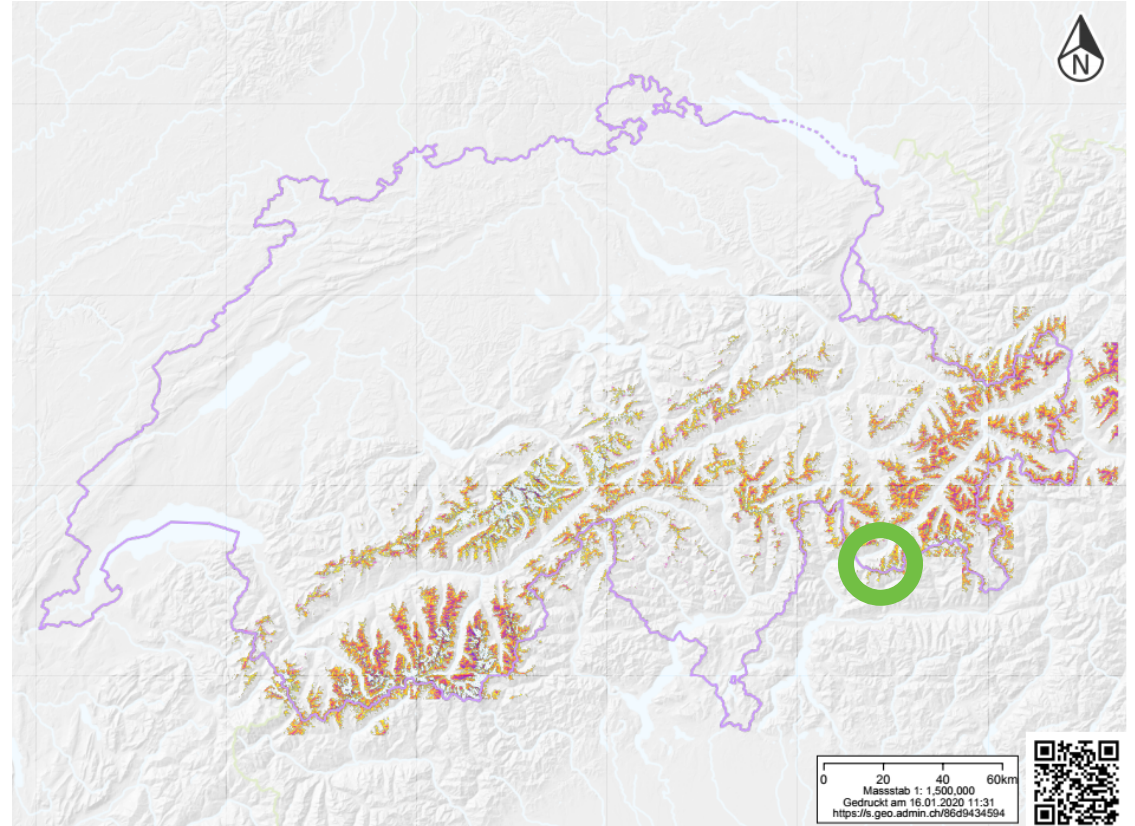 N
0 20 40 60km
Massstab 1: 1,500,000
Gedruckt am 16.01.2020 11:31
https://s.geo.admin.ch/86d9434594